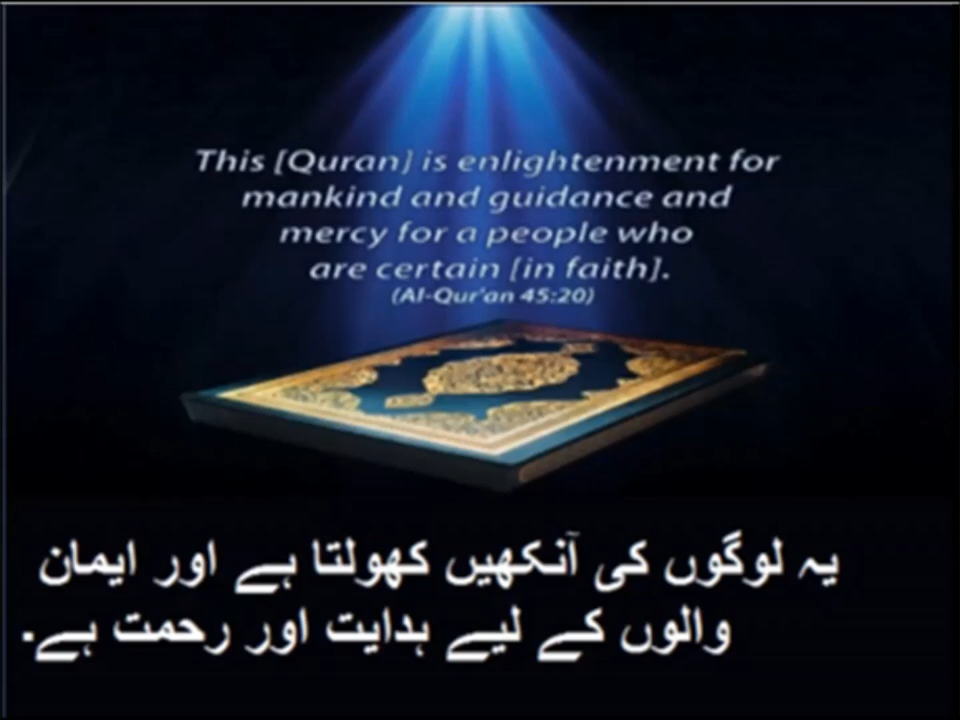 This [Quran] is enlightenment for
mankind and guidance and
mercy for a people who
are certain [in faith].
(Al-Qur'an 45:20)
یہ لوگوں کی آنکھیں کھولتا ہے اور ایمان
والوں کے لیے ہدایت اور رحمت ہے۔